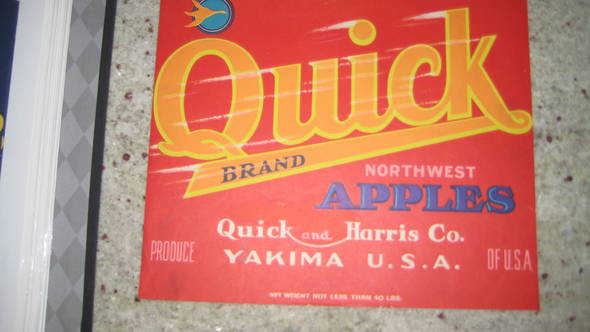 Quick
BRAND
NORTHWEST
APPLES
Quick and Harris Co.
PRODUCE YAKIMA U.S.A. OF U.S.A
NET WEIGHT NOT LESS THAN 40 LBS.